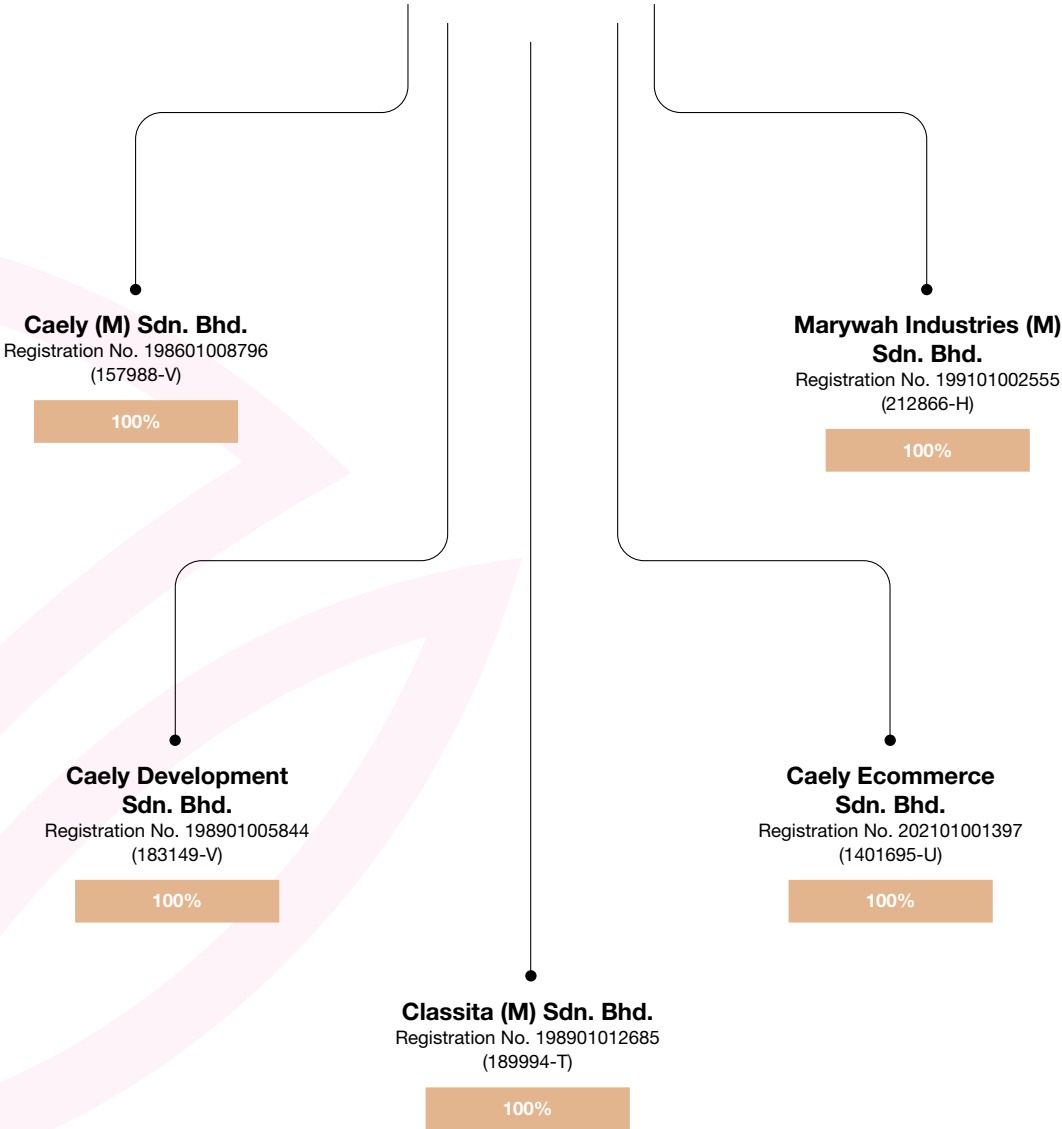 Caely (M) Sdn. Bhd.
Registration No. 198601008796
(157988-V)
100%
Marywah Industries (M)
Sdn. Bhd.
Registration No. 199101002555
(212866-H)
100%
Caely Development
Sdn. Bhd.
Registration No. 198901005844
(183149-V)
100%
Caely Ecommerce
Sdn. Bhd.
Registration No. 202101001397
(1401695-U)
100%
Classita (M) Sdn. Bhd.
Registration No. 198901012685
(189994-T)
100%